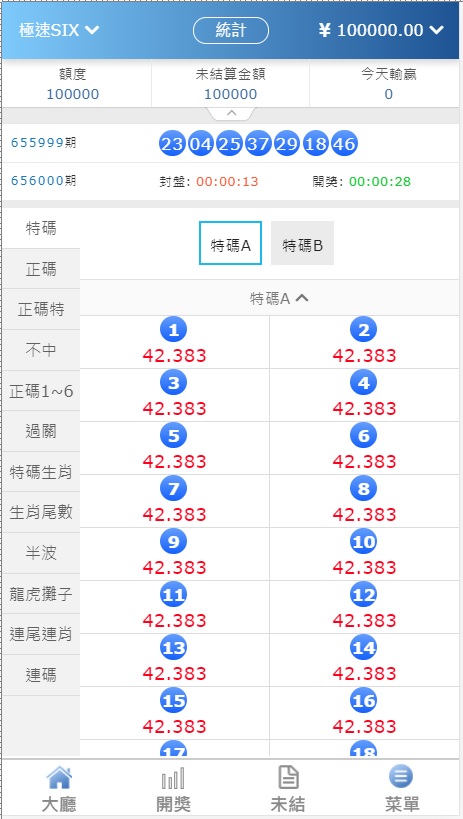 極速SIX 統計 ¥ 100000.00
額度 未結算金額 今天輸贏
100000 100000 0
655999期 23 04 25 37 29 18 46
656000期 封盤: 00:00:13 開獎: 00:00:28
特碼 特碼A 特碼B
正碼
正碼特 特碼A
不中
正碼1~6
過關
特碼生肖
生肖尾數
半波
龍虎攤子
連尾連肖
連碼
1 2
42.383 42.383
3 4
42.383 42.383
5 6
42.383 42.383
7 8
42.383 42.383
9 10
42.383 42.383
11 12
42.383 42.383
13 14
42.383 42.383
15 16
42.383 42.383
17 18
大廳 開獎 未結 菜單